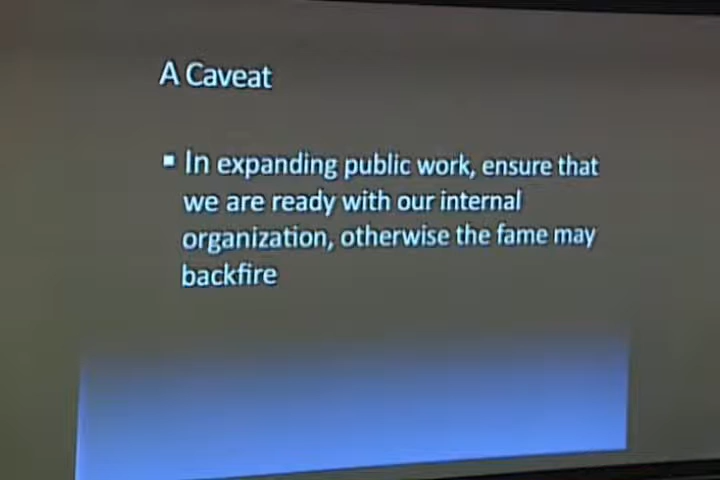 A Caveat
▪ In expanding public work, ensure that
we are ready with our internal
organization, otherwise the fame may
backfire